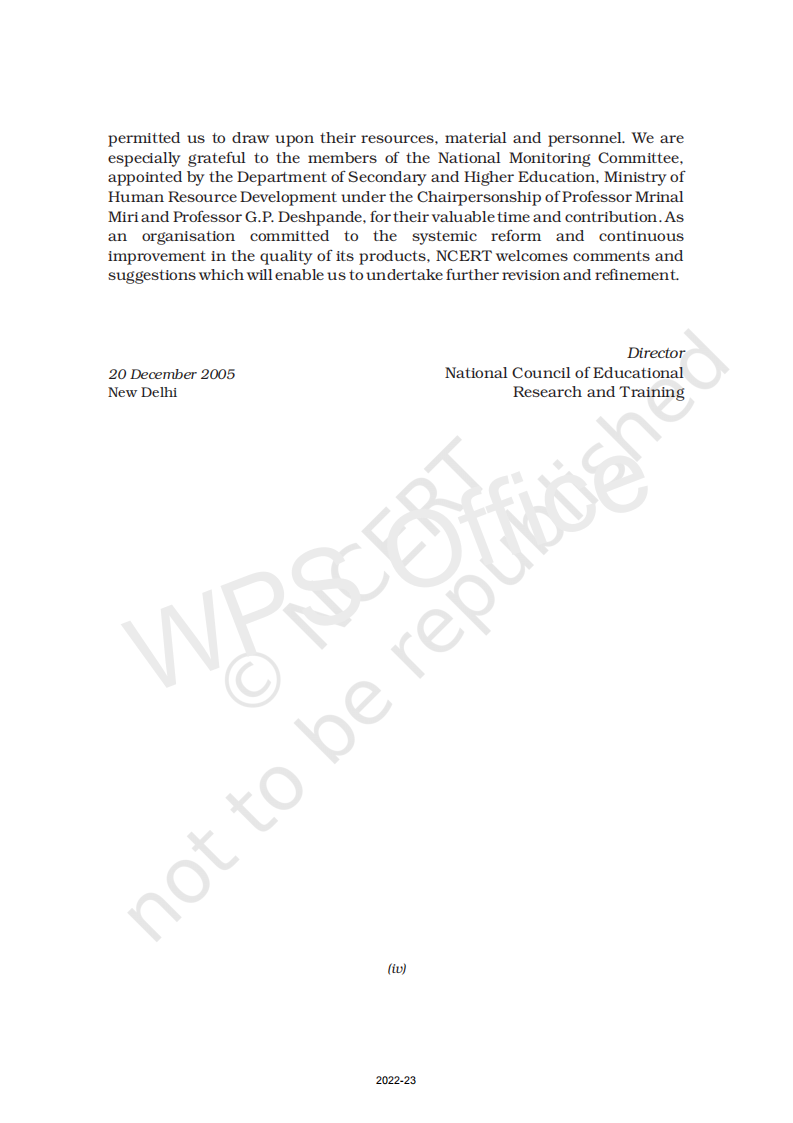 permitted us to draw upon their resources, material and personnel. We are
especially grateful to the members of the National Monitoring Committee,
appointed by the Department of Secondary and Higher Education, Ministry of
Human Resource Development under the Chairpersonship of Professor Mrinal
Miri and Professor G.P. Deshpande, for their valuable time and contribution. As
an organisation committed to the systemic reform and continuous
improvement in the quality of its products, NCERT welcomes comments and
suggestions which will enable us to undertake further revision and refinement.
Director
20 December 2005
National Council of Educational
New Delhi
Research and Training
WPS Office
© NCERT
not to be republished
(iv)
2022-23